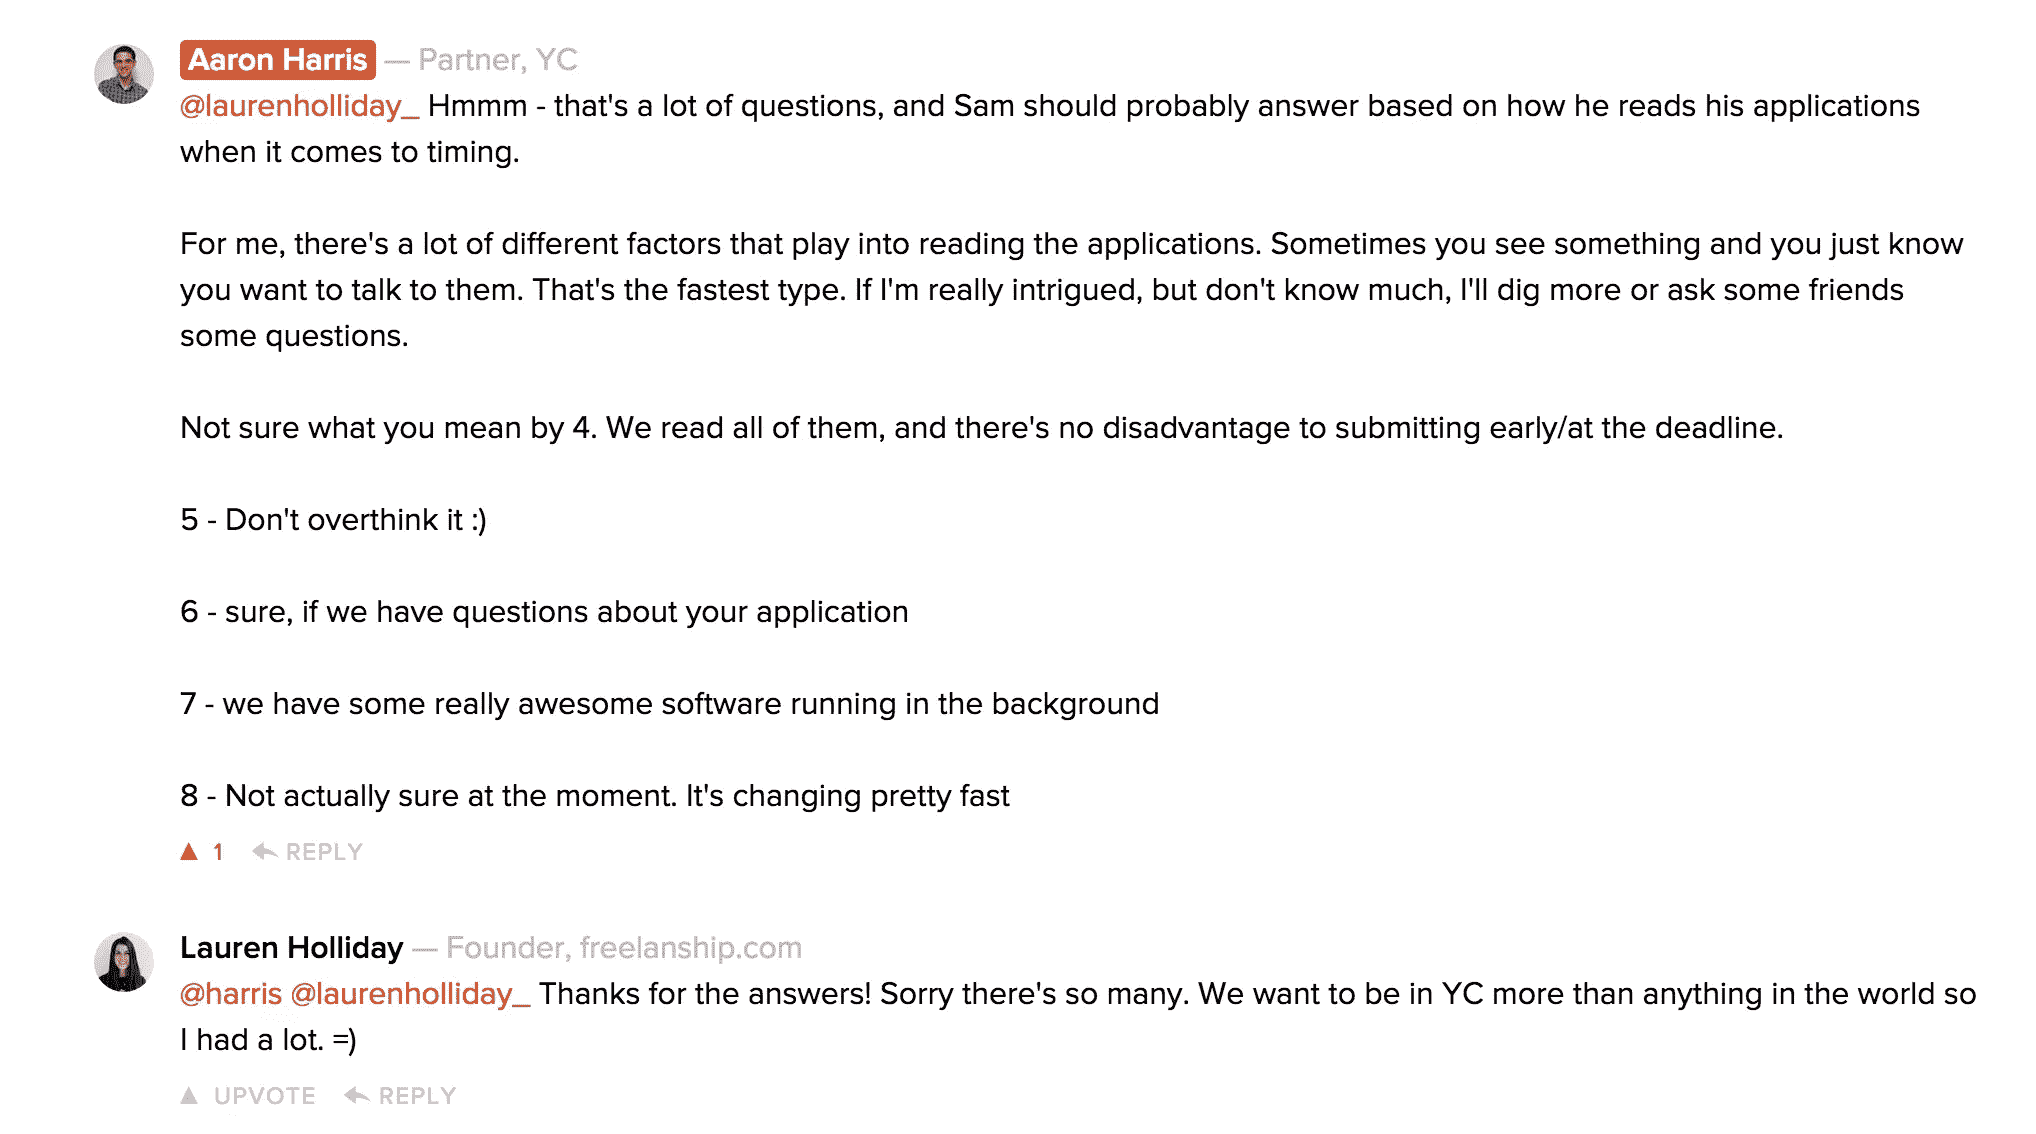 Aaron Harris — Partner, YC
@laurenholliday_ Hmmm - that's a lot of questions, and Sam should probably answer based on how he reads his applications
when it comes to timing.
For me, there's a lot of different factors that play into reading the applications. Sometimes you see something and you just know
you want to talk to them. That's the fastest type. If I'm really intrigued, but don't know much, I'll dig more or ask some friends
some questions.
Not sure what you mean by 4. We read all of them, and there's no disadvantage to submitting early/at the deadline.
5 - Don't overthink it :)
6 - sure, if we have questions about your application
7 - we have some really awesome software running in the background
8 - Not actually sure at the moment. It's changing pretty fast
▲ 1 REPLY
Lauren Holliday — Founder, freelanship.com
@harris @laurenholliday_ Thanks for the answers! Sorry there's so many. We want to be in YC more than anything in the world so
I had a lot. =)
▲ UPVOTE REPLY